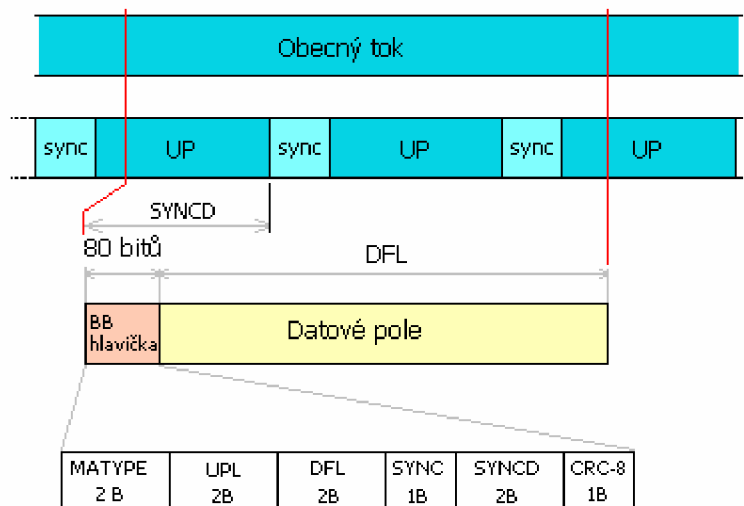 Obecný tok
sync UP sync UP sync UP
SYNCD
80 bitů DFL
BB hlavička Datové pole
MATYPE UPL DFL SYNC SYNCD CRC-8
2 B 2B 2B 1B 2B 1B